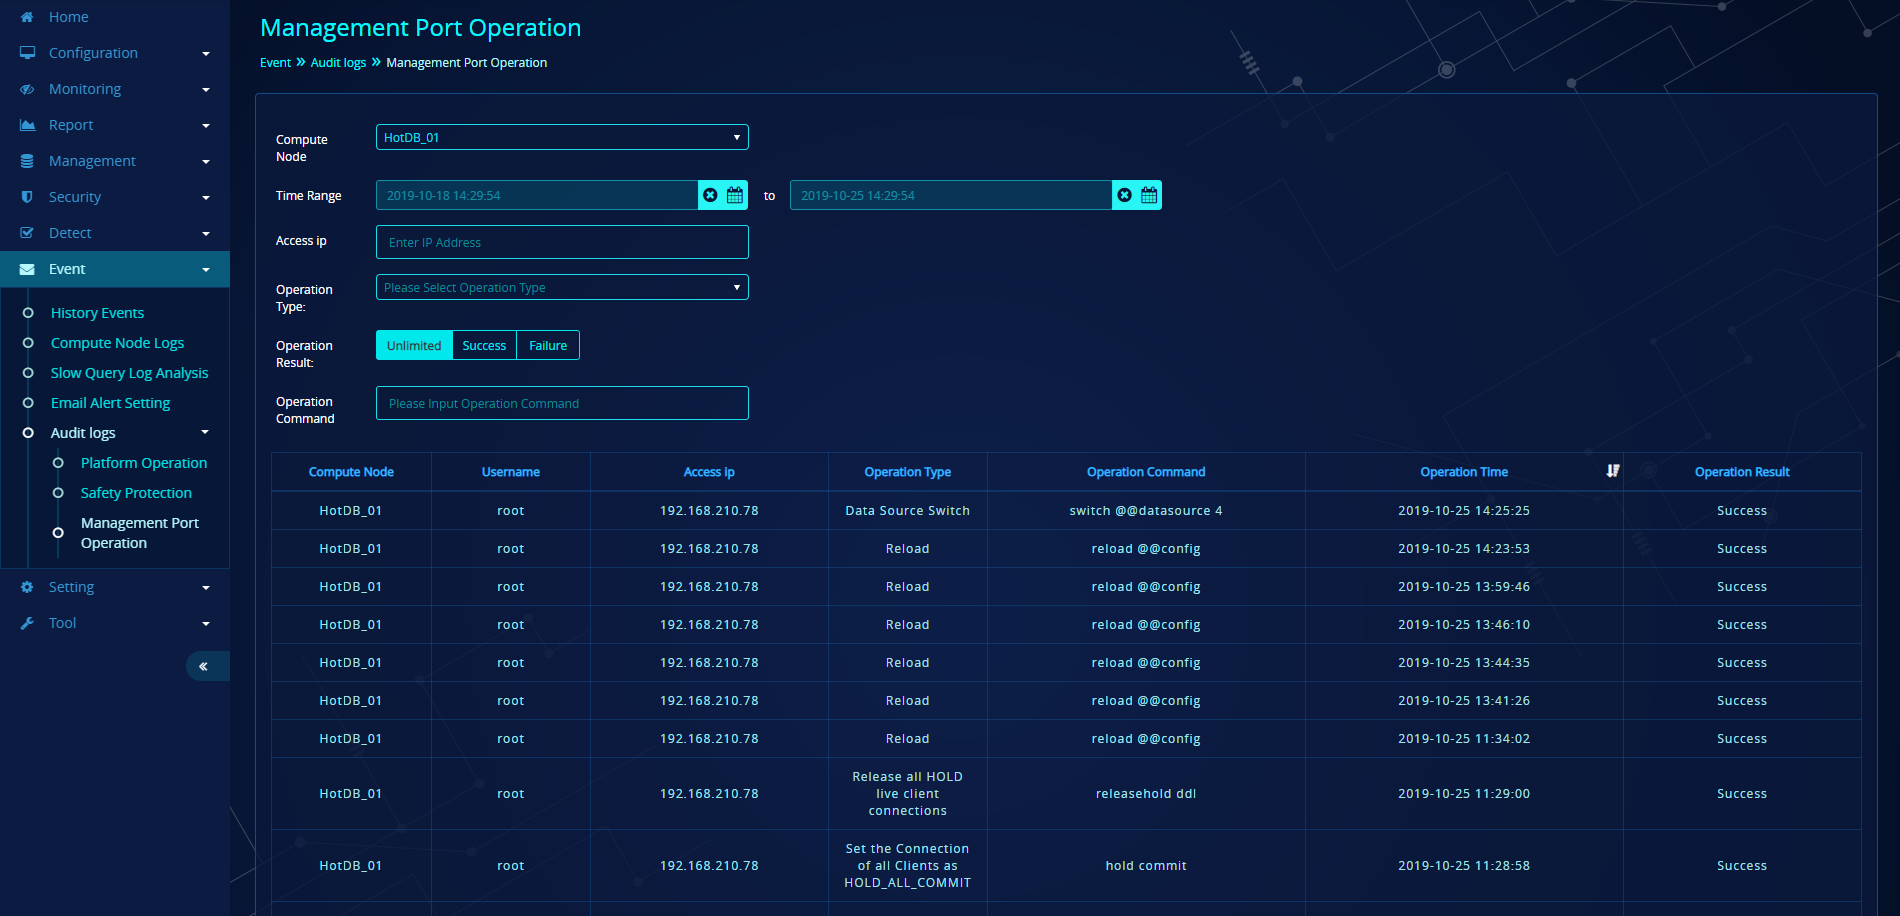 Home
Configuration
Monitoring
Report
Management
Security
Detect
Event
History Events
Compute Node Logs
Slow Query Log Analysis
Email Alert Setting
Audit logs
Platform Operation
Safety Protection
Management Port
Operation
Setting
Tool
Management Port Operation
Event » Audit logs » Management Port Operation
Compute
Node
HotDB_01
Time Range
2019-10-18 14:29:54
to
2019-10-25 14:29:54
Access ip
Enter IP Address
Operation
Type:
Please Select Operation Type
Operation
Result:
Unlimited Success Failure
Operation
Command
Please Input Operation Command
Compute Node Username Access ip Operation Type Operation Command Operation Time Operation Result
HotDB_01 root 192.168.210.78 Data Source Switch switch @@datasource 4 2019-10-25 14:25:25 Success
HotDB_01 root 192.168.210.78 Reload reload @@config 2019-10-25 14:23:53 Success
HotDB_01 root 192.168.210.78 Reload reload @@config 2019-10-25 13:59:46 Success
HotDB_01 root 192.168.210.78 Reload reload @@config 2019-10-25 13:46:10 Success
HotDB_01 root 192.168.210.78 Reload reload @@config 2019-10-25 13:44:35 Success
HotDB_01 root 192.168.210.78 Reload reload @@config 2019-10-25 13:41:26 Success
HotDB_01 root 192.168.210.78 Reload reload @@config 2019-10-25 11:34:02 Success
HotDB_01 root 192.168.210.78 Release all HOLD
live client
connections
releasehold ddl 2019-10-25 11:29:00 Success
HotDB_01 root 192.168.210.78 Set the Connection
of all Clients as
HOLD_ALL_COMMIT
hold commit 2019-10-25 11:28:58 Success